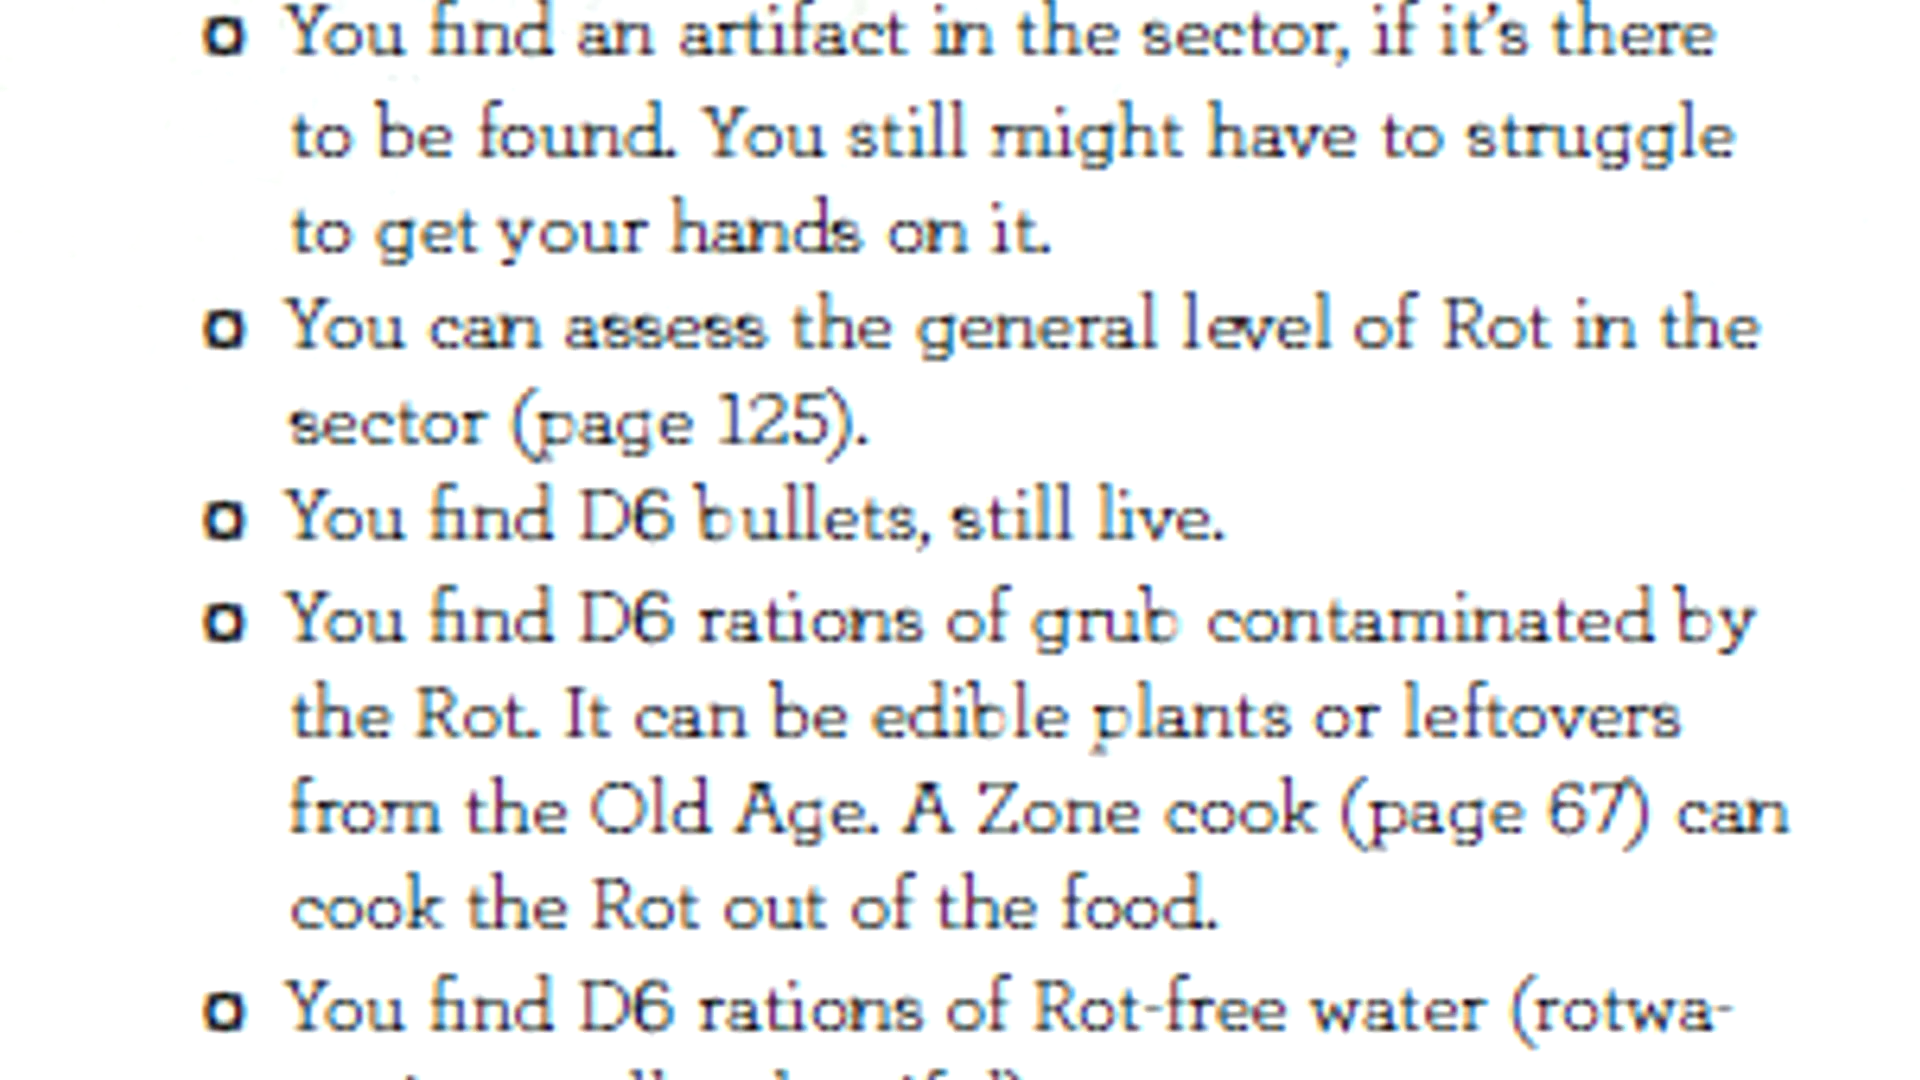 o You find an artifact in the sector, if it's there
to be found. You still might have to struggle
to get your hands on it.
o You can assess the general level of Rot in the
sector (page 125).
o You find D6 bullets, still live.
o You find D6 rations of grub contaminated by
the Rot. It can be edible plants or leftovers
from the Old Age. A Zone cook (page 67) can
cook the Rot out of the food.
o You find D6 rations of Rot-free water (rotwa-